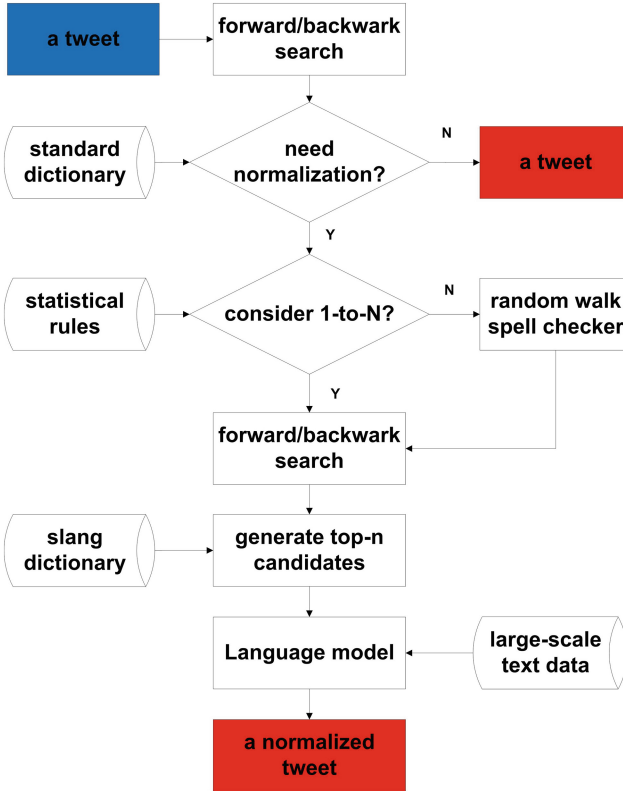 a tweet
forward/backwark
search
standard
dictionary
need
normalization?
N
a tweet
Y
statistical
rules
consider 1-to-N?
N
random walk
spell checker
Y
forward/backwark
search
slang
dictionary
generate top-n
candidates
Language model
large-scale
text data
a normalized
tweet